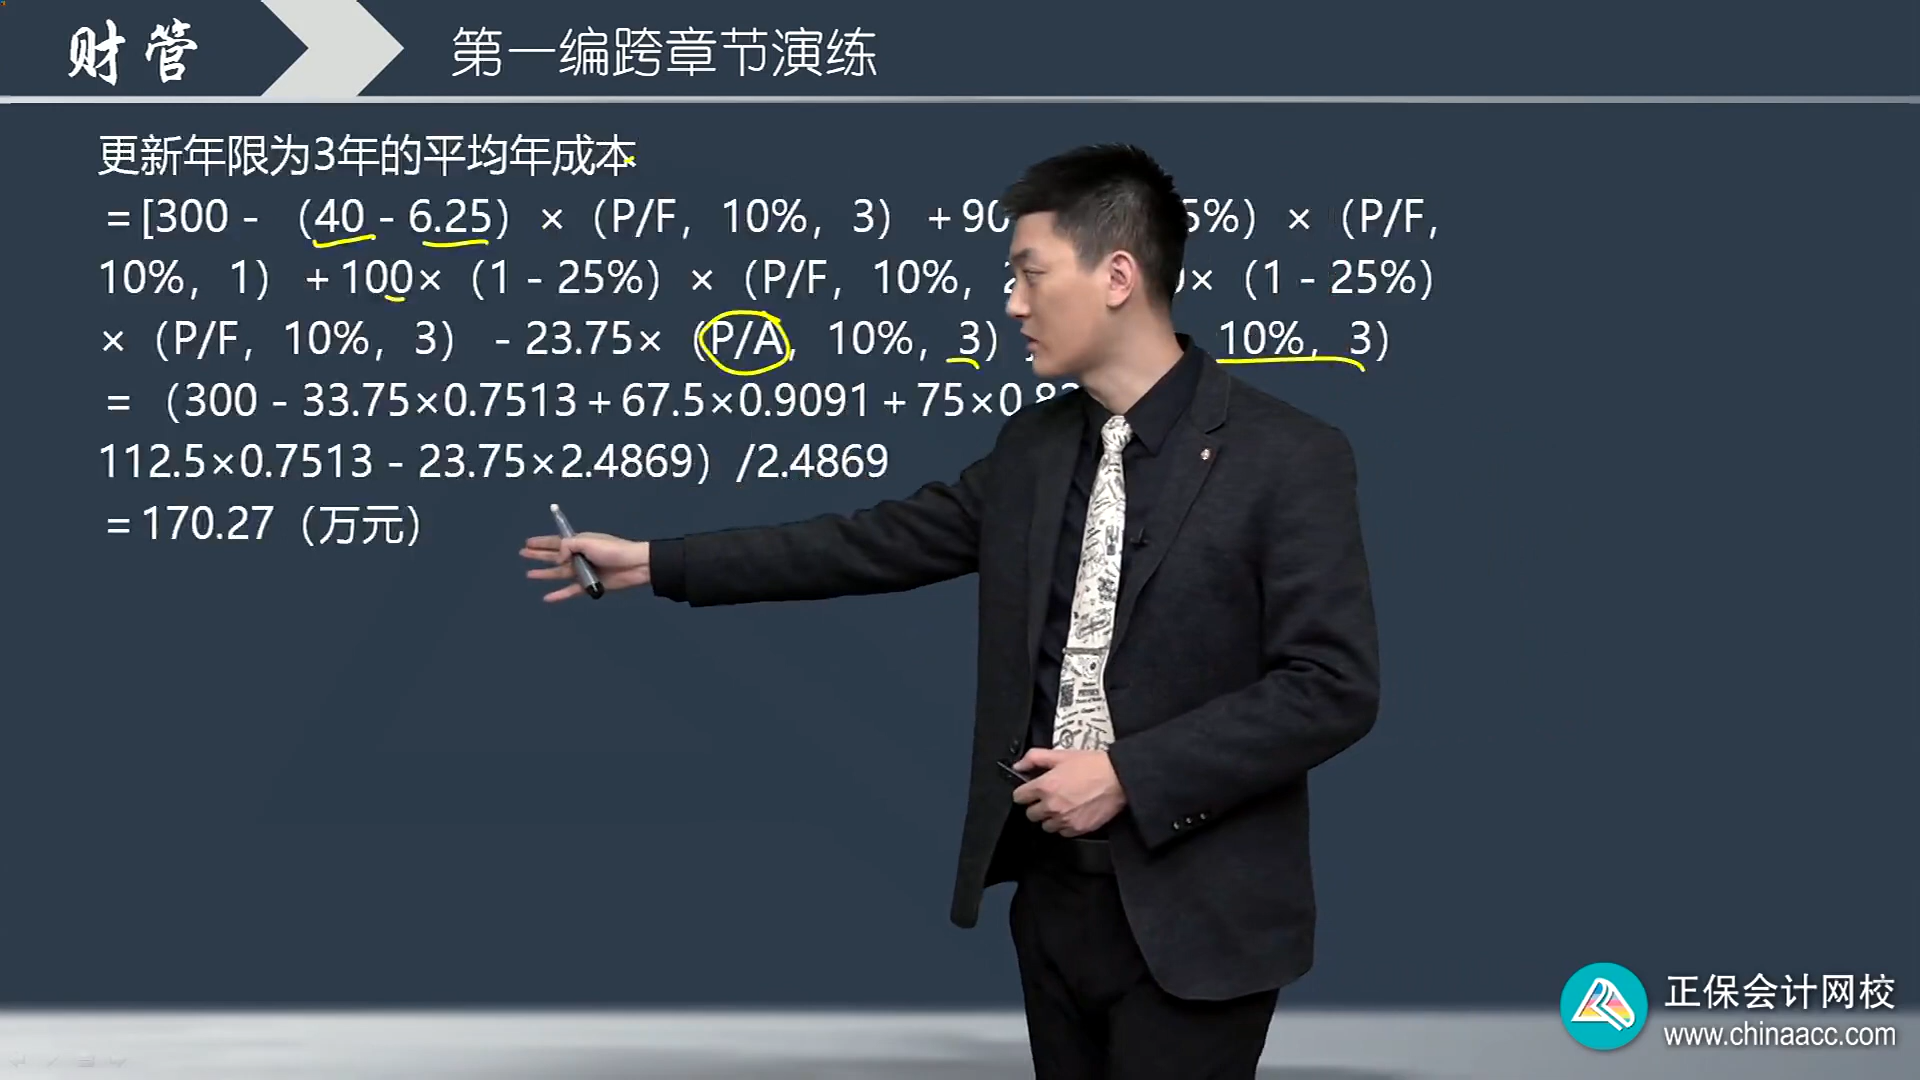 财管
第一编跨章节演练
更新年限为3年的平均年成本
=[300-（40-6.25）×（P/F，10%，3）+90 5%）×（P/F，
10%，1）+100×（1-25%）×（P/F，10%， ×（1-25%）
×（P/F，10%，3）-23.75×（P/A，10%，3） 10%，3）
=（300-33.75×0.7513+67.5×0.9091+75×0.8
112.5×0.7513-23.75×2.4869）/2.4869
=170.27（万元）
正保会计网校
www.chinaacc.com